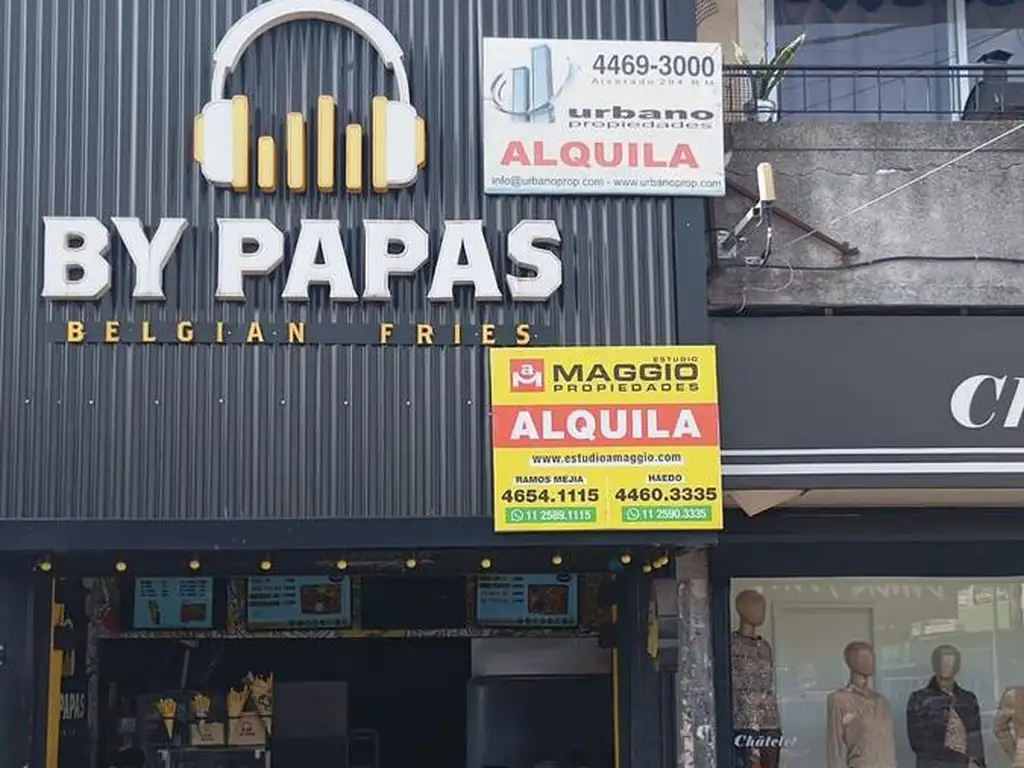 BY PAPAS
BELGIAN FRIES
4469-3000
Alvarado 294 R.M.
urbano
propiedades
ALQUILA
info@urbanoprop.com - www.urbanoprop.com
ESTUDIO
aM MAGGIO
PROPIEDADES
ALQUILA
www.estudioamaggio.com
RAMOS MEJIA HAEDO
4654.1115 4460.3335
11 2589.1115 11 2590.3335
PAPAS
Châtelet